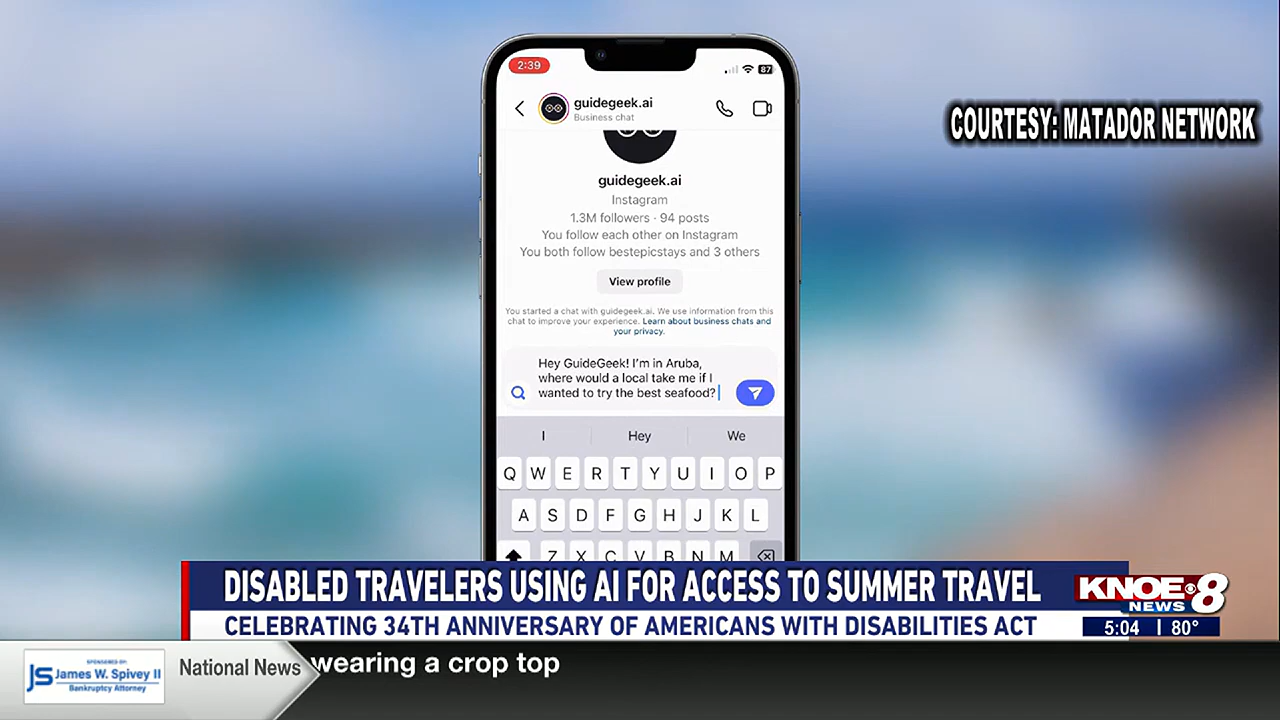 2:39
87
guidegeek.ai
Business chat
COURTESY: MATADOR NETWORK
guidegeek.ai
Instagram
1.3M followers · 94 posts
You follow each other on Instagram
You both follow bestepicstays and 3 others
View profile
You started a chat with guidegeek.ai. We use information from this
chat to improve your experience. Learn about business chats and
your privacy.
Hey GuideGeek! I'm in Aruba,
where would a local take me if I
wanted to try the best seafood?
I Hey We
Q W E R T Y U I O P
A S D F G H J K L
Z X C V B N M
DISABLED TRAVELERS USING AI FOR ACCESS TO SUMMER TRAVEL
CELEBRATING 34TH ANNIVERSARY OF AMERICANS WITH DISABILITIES ACT
KNOE 8
NEWS
5:04 | 80°
SPONSORED BY:
JS James W. Spivey II
Bankruptcy Attorney
National News
wearing a crop top